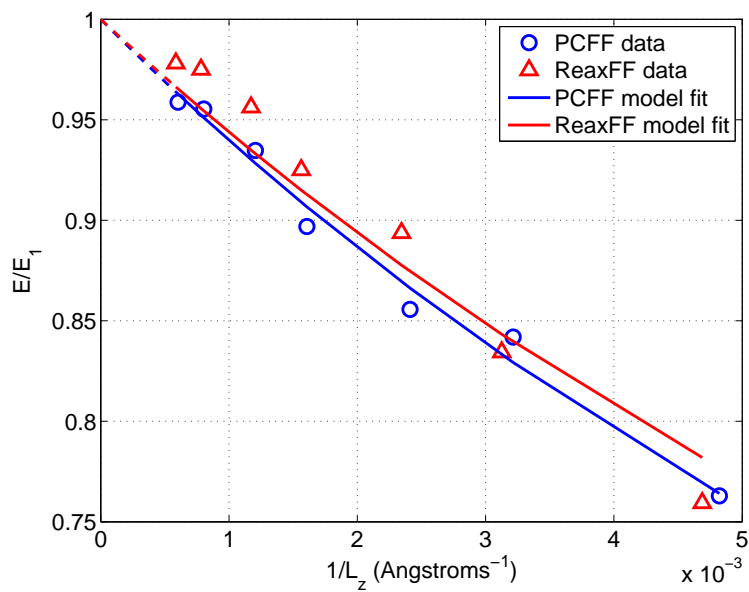 1
0.95
0.9
0.85
0.8
0.75
E/E₁
PCFF data
ReaxFF data
PCFF model fit
ReaxFF model fit
0 1 2 3 4 5
x 10⁻³
1/L_z (Angstroms⁻¹)